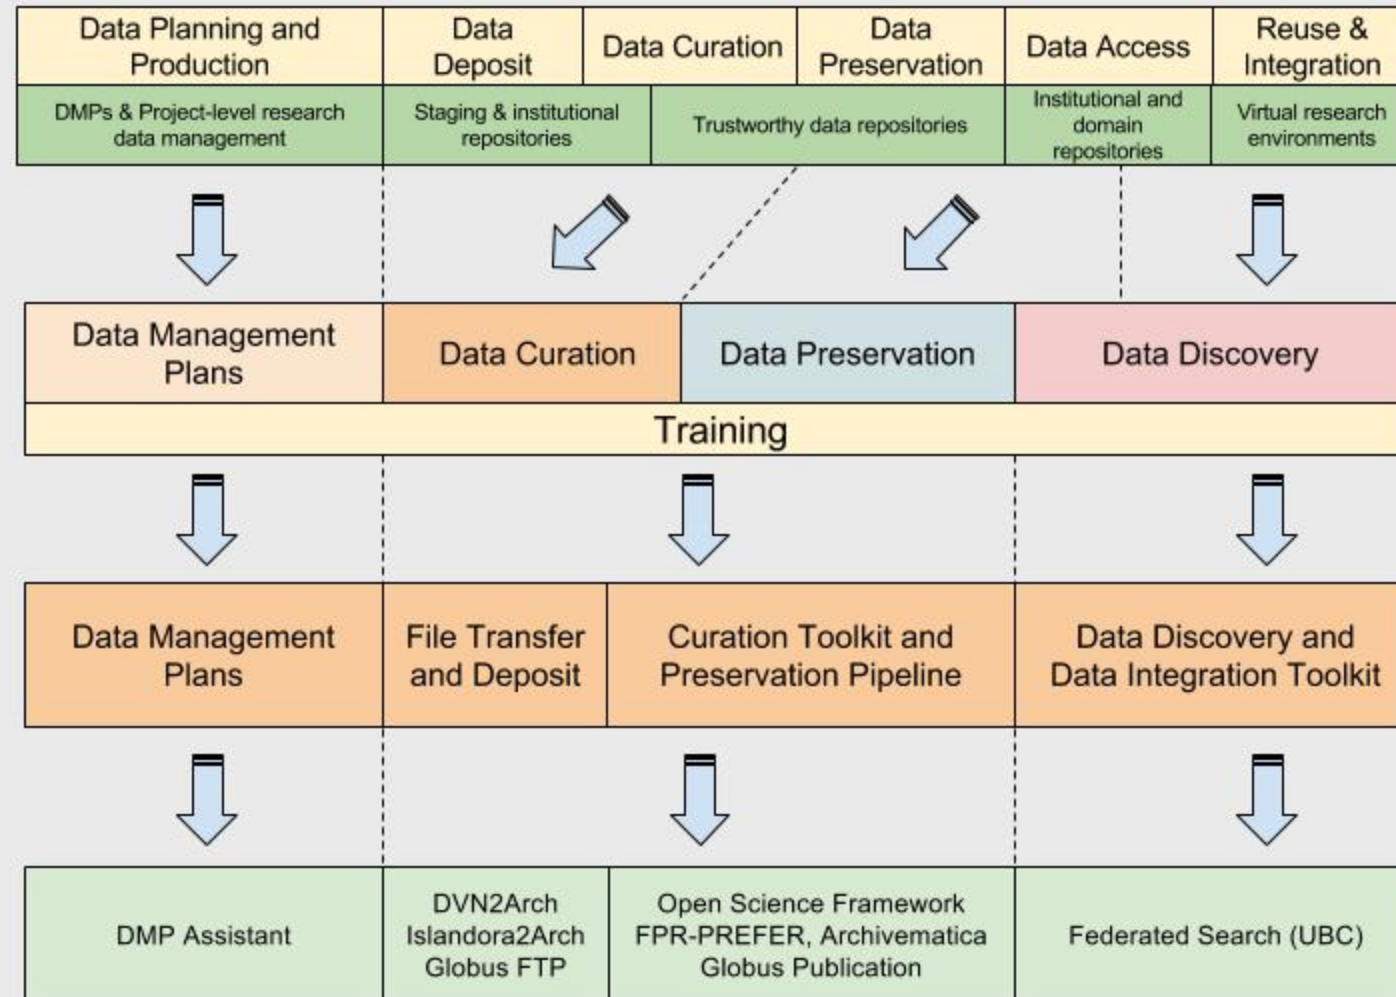 Data Planning and
Production
Data
Deposit
Data Curation
Data
Preservation
Data Access
Reuse &
Integration
DMPs & Project-level research
data management
Staging & institutional
repositories
Trustworthy data repositories
Institutional and
domain
repositories
Virtual research
environments
Data Management
Plans
Data Curation
Data Preservation
Data Discovery
Training
Data Management
Plans
File Transfer
and Deposit
Curation Toolkit and
Preservation Pipeline
Data Discovery and
Data Integration Toolkit
DMP Assistant
DVN2Arch
Islandora2Arch
Globus FTP
Open Science Framework
FPR-PREFER, Archivematica
Globus Publication
Federated Search (UBC)